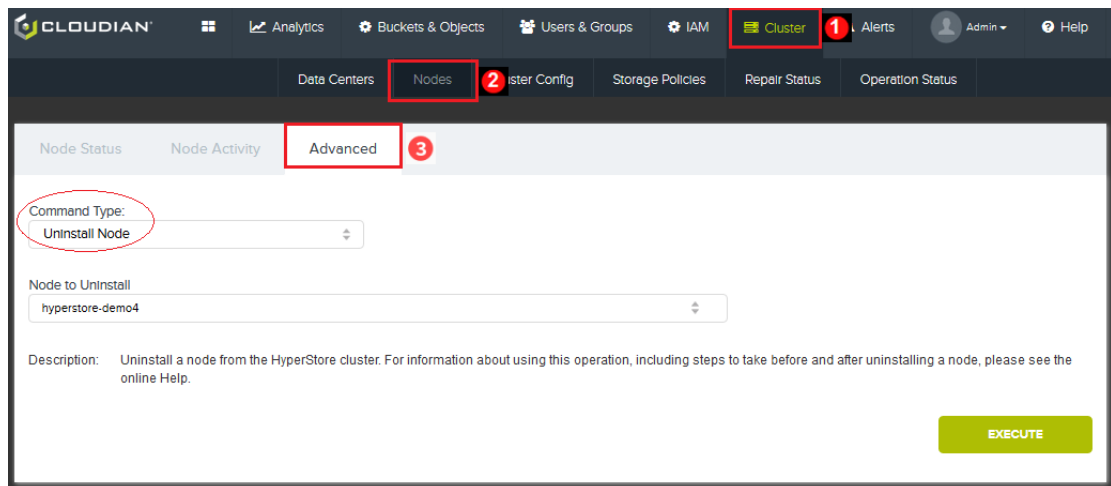 CLOUDIAN
Analytics
Buckets & Objects
Users & Groups
IAM
Cluster
1
Alerts
Admin
Help
Data Centers
Nodes
2
ster Config
Storage Policies
Repair Status
Operation Status
Node Status
Node Activity
Advanced
3
Command Type:
Uninstall Node
Node to Uninstall
hyperstore-demo4
Description: Uninstall a node from the HyperStore cluster. For information about using this operation, including steps to take before and after uninstalling a node, please see the
online Help.
EXECUTE